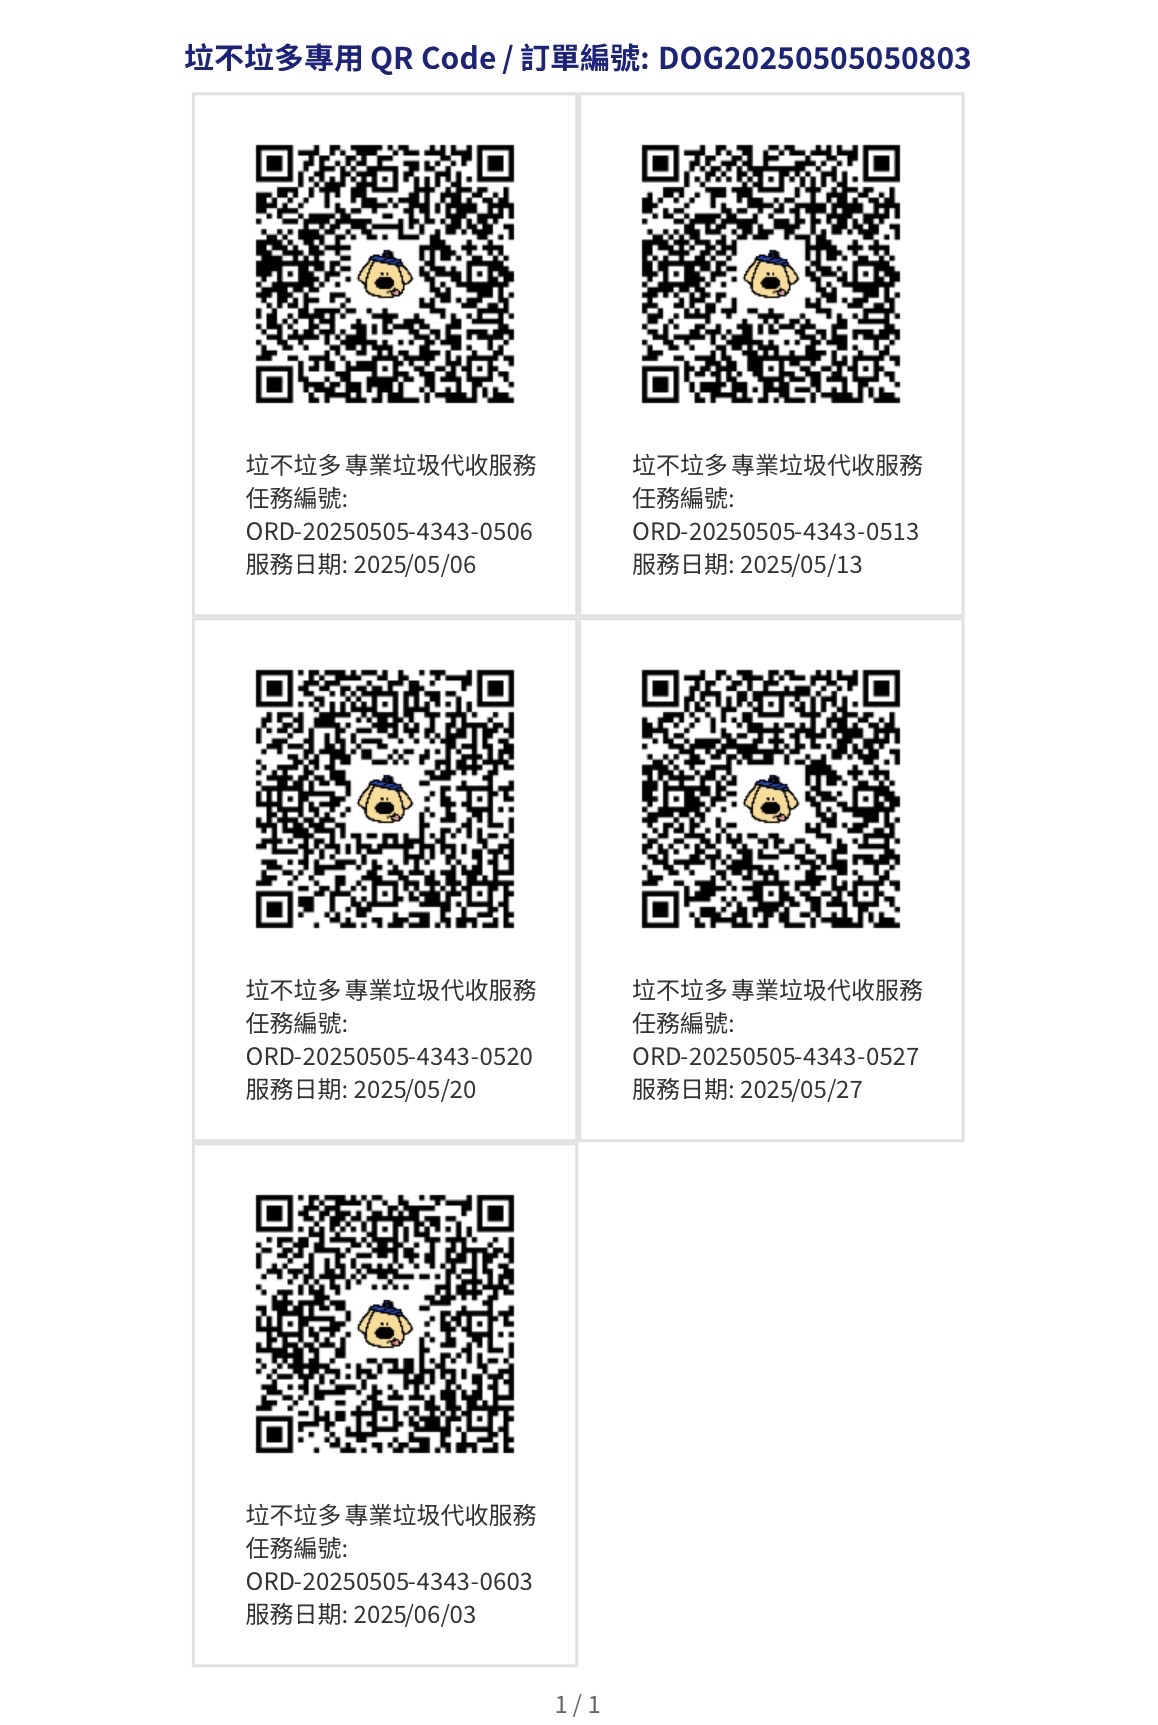 垃不垃多專用 QR Code / 訂單編號: DOG20250505050803
垃不垃多 專業垃圾代收服務
任務編號:
ORD-20250505-4343-0506
服務日期: 2025/05/06
垃不垃多 專業垃圾代收服務
任務編號:
ORD-20250505-4343-0513
服務日期: 2025/05/13
垃不垃多 專業垃圾代收服務
任務編號:
ORD-20250505-4343-0520
服務日期: 2025/05/20
垃不垃多 專業垃圾代收服務
任務編號:
ORD-20250505-4343-0527
服務日期: 2025/05/27
垃不垃多 專業垃圾代收服務
任務編號:
ORD-20250505-4343-0603
服務日期: 2025/06/03
1 / 1